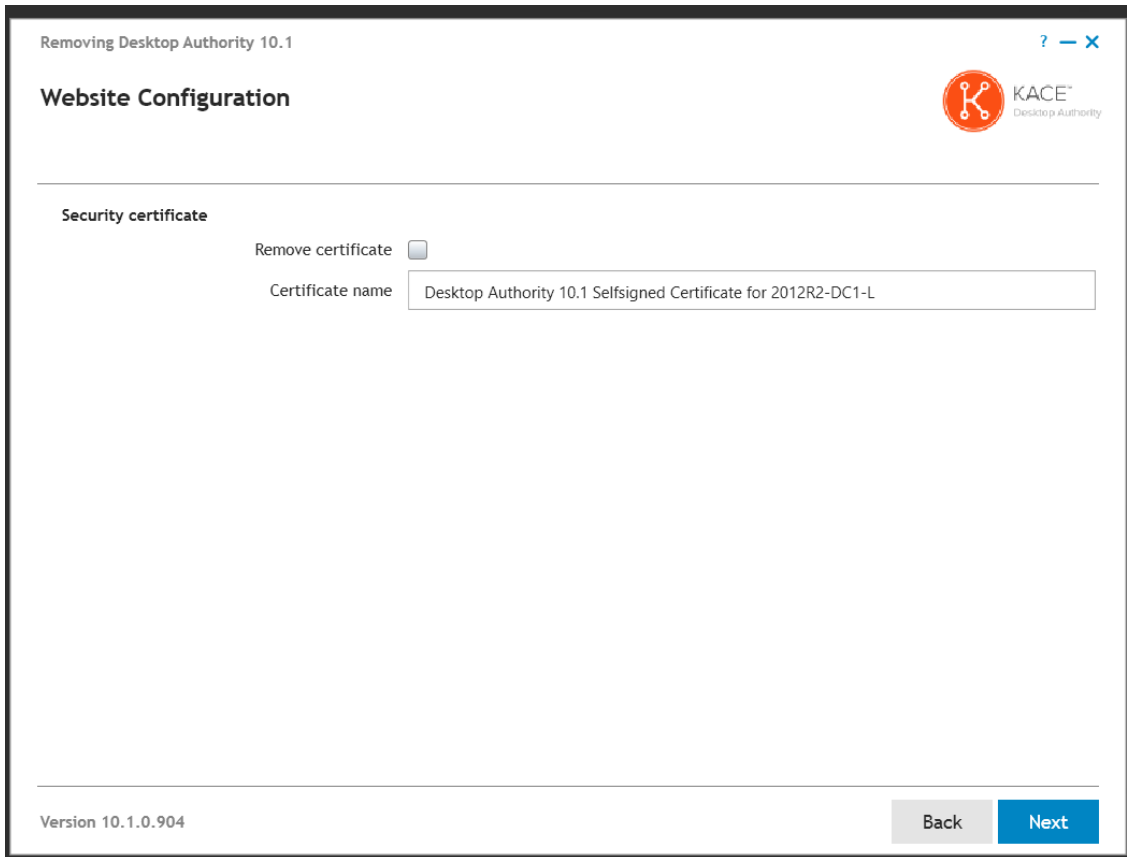 Removing Desktop Authority 10.1
? — ✕
Website Configuration
KACE™
Desktop Authority
Security certificate
Remove certificate
Certificate name
Desktop Authority 10.1 Selfsigned Certificate for 2012R2-DC1-L
Version 10.1.0.904
Back
Next